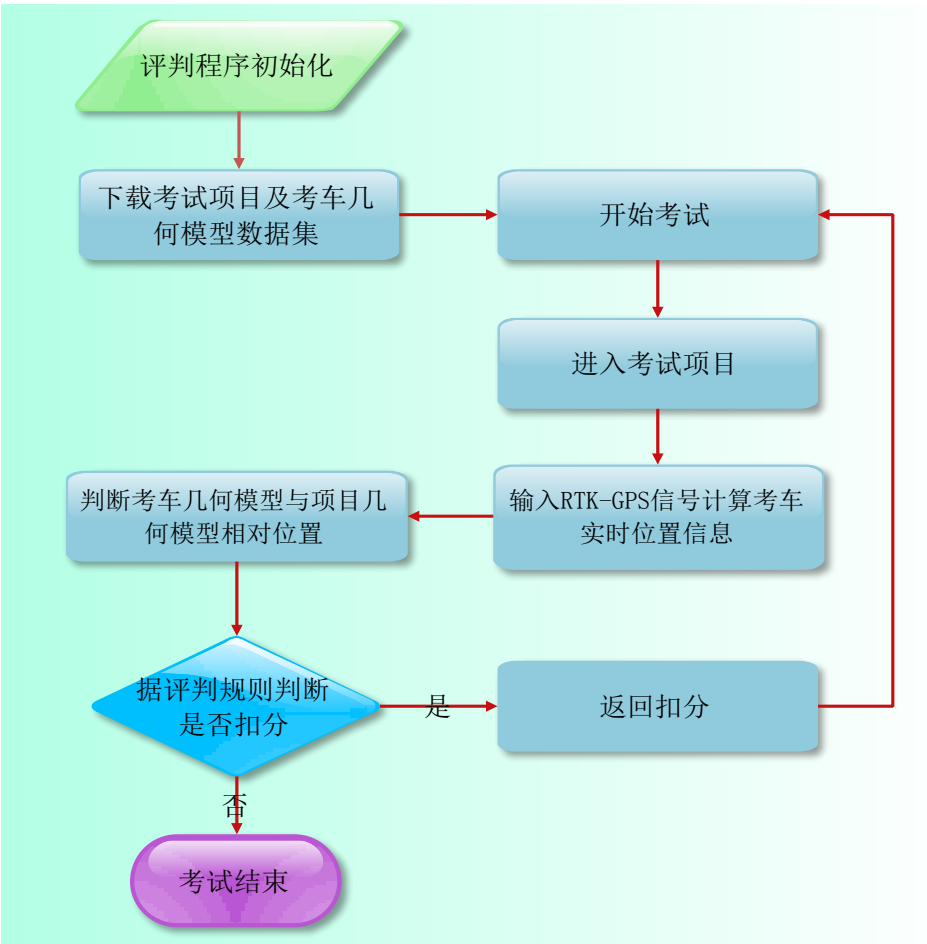 评判程序初始化
下载考试项目及考车几
何模型数据集
开始考试
进入考试项目
输入RTK-GPS信号计算考车
实时位置信息
判断考车几何模型与项目几
何模型相对位置
据评判规则判断
是否扣分
是
返回扣分
否
考试结束